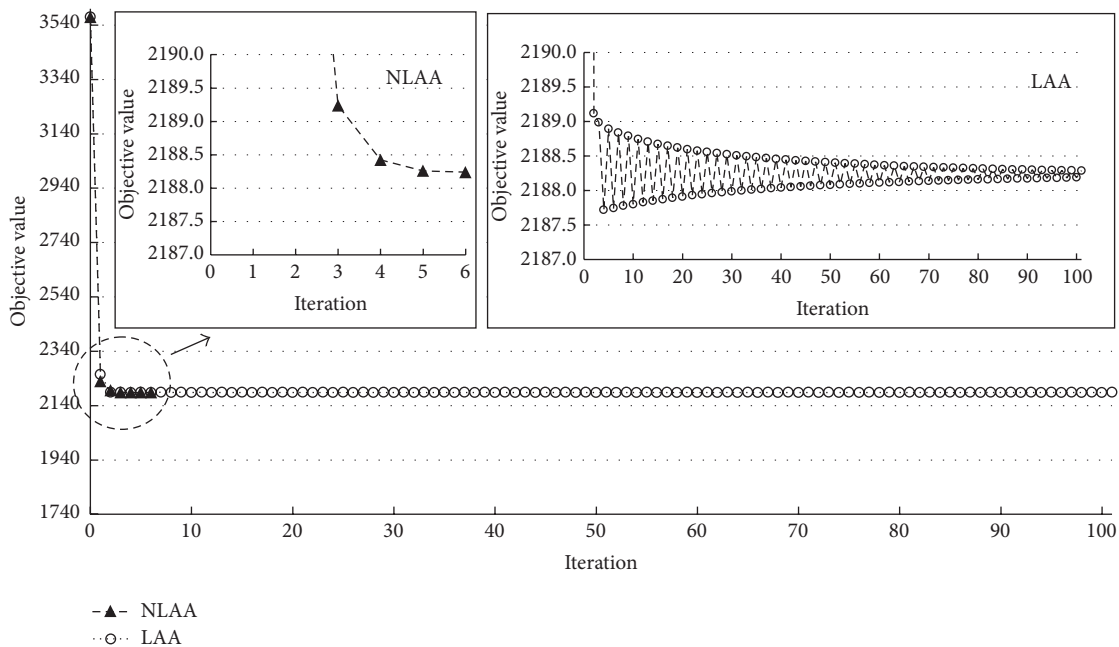 3540
3340
3140
2940
2740
2540
2340
2140
1940
1740
Objective value
0 10 20 30 40 50 60 70 80 90 100
Iteration
NLAA
2190.0
2189.5
2189.0
2188.5
2188.0
2187.5
2187.0
Objective value
0 1 2 3 4 5 6
Iteration
LAA
2190.0
2189.5
2189.0
2188.5
2188.0
2187.5
2187.0
Objective value
0 10 20 30 40 50 60 70 80 90 100
Iteration
NLAA
LAA